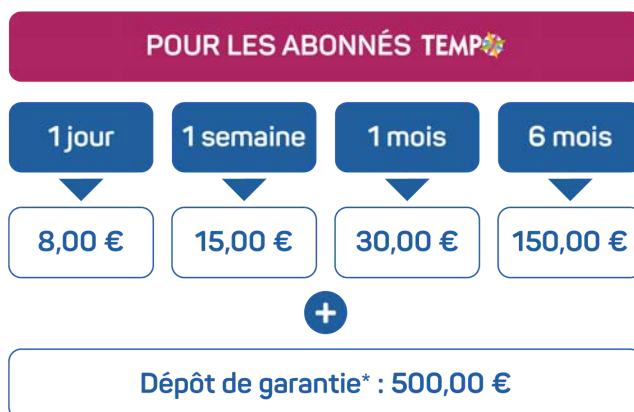 POUR LES ABONNÉS TEMPO
1 jour
1 semaine
1 mois
6 mois
8,00 €
15,00 €
30,00 €
150,00 €
+
Dépôt de garantie* : 500,00 €